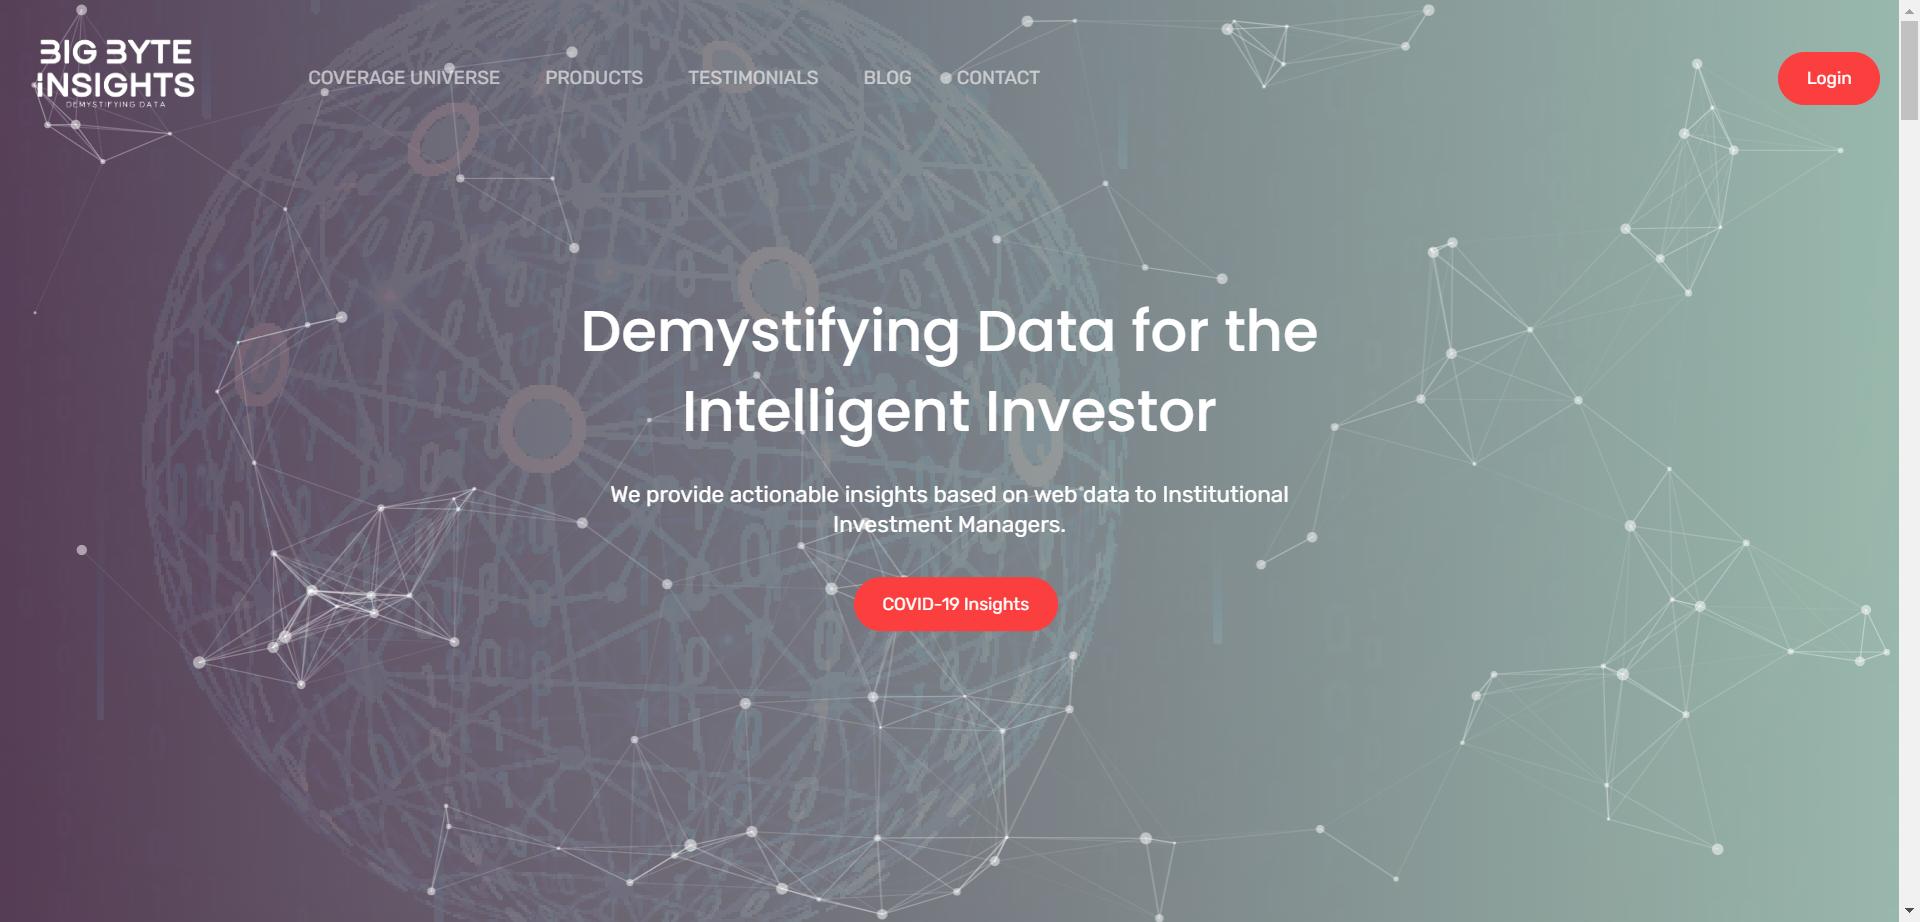 BIG BYTE
INSIGHTS
DEMYSTIFYING DATA
COVERAGE UNIVERSE PRODUCTS TESTIMONIALS BLOG CONTACT
Login
Demystifying Data for the
Intelligent Investor
We provide actionable insights based on web data to Institutional
Investment Managers.
COVID-19 Insights